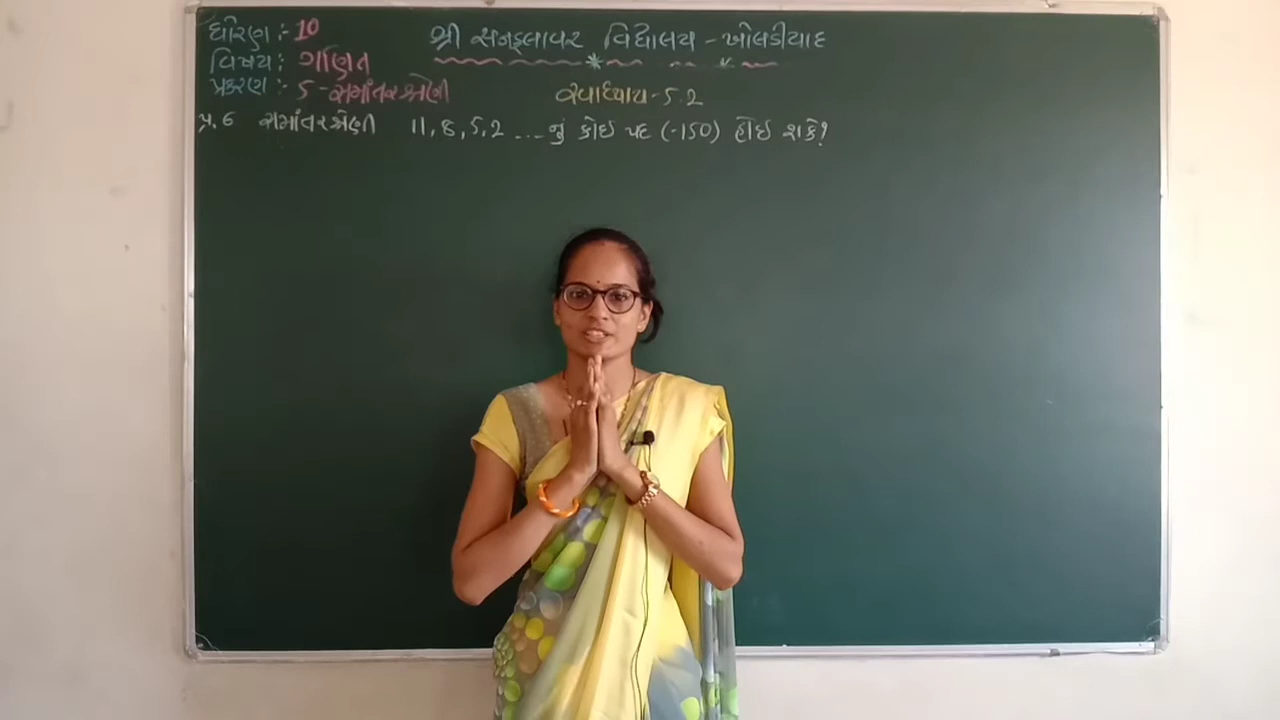 ધોરણ :- 10
શ્રી સનફ્લાવર વિદ્યાલય - ખોલડીયાદ
વિષય : ગણિત
પ્રકરણ :- 5 - સમાંતર શ્રેણી
સ્વાધ્યાય - 5.2
પ્ર. 6 સમાંતર શ્રેણી 11, 8, 5, 2 ....નું કોઈ પદ (-150) હોઈ શકે?